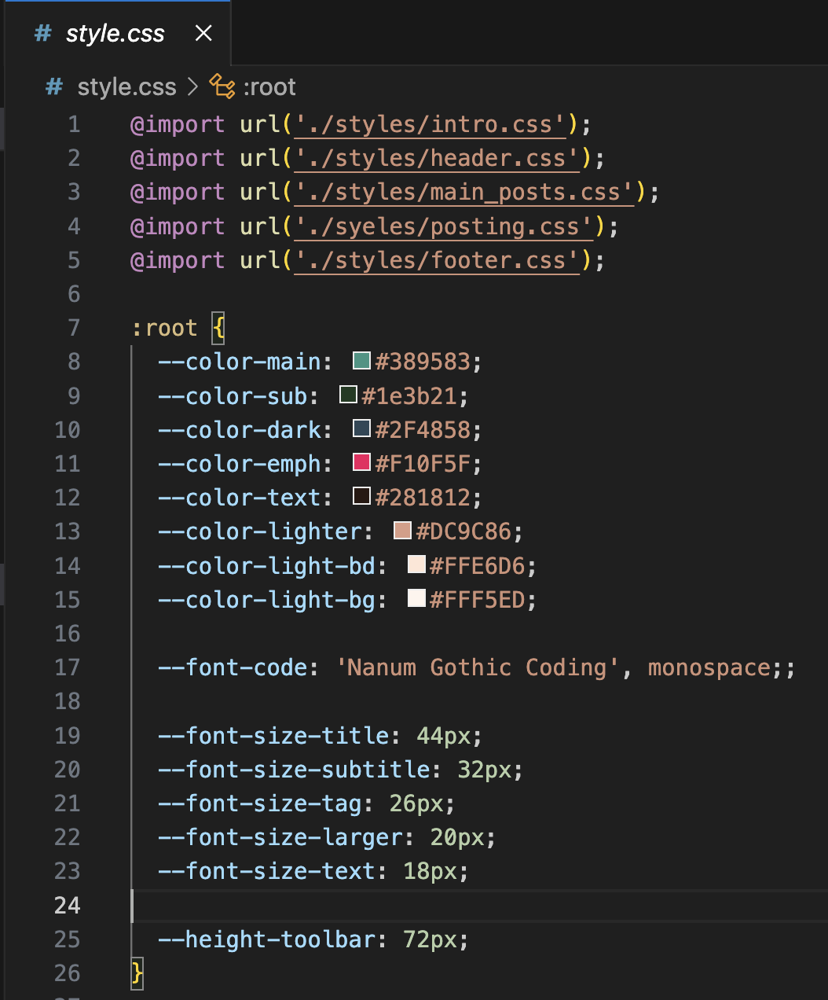 # style.css ×
# style.css > :root
1 @import url('./styles/intro.css');
2 @import url('./styles/header.css');
3 @import url('./styles/main_posts.css');
4 @import url('./syeles/posting.css');
5 @import url('./styles/footer.css');
6
7 :root {
8 --color-main: #389583;
9 --color-sub: #1e3b21;
10 --color-dark: #2F4858;
11 --color-emph: #F10F5F;
12 --color-text: #281812;
13 --color-lighter: #DC9C86;
14 --color-light-bd: #FFE6D6;
15 --color-light-bg: #FFF5ED;
16
17 --font-code: 'Nanum Gothic Coding', monospace;;
18
19 --font-size-title: 44px;
20 --font-size-subtitle: 32px;
21 --font-size-tag: 26px;
22 --font-size-larger: 20px;
23 --font-size-text: 18px;
24
25 --height-toolbar: 72px;
26 }